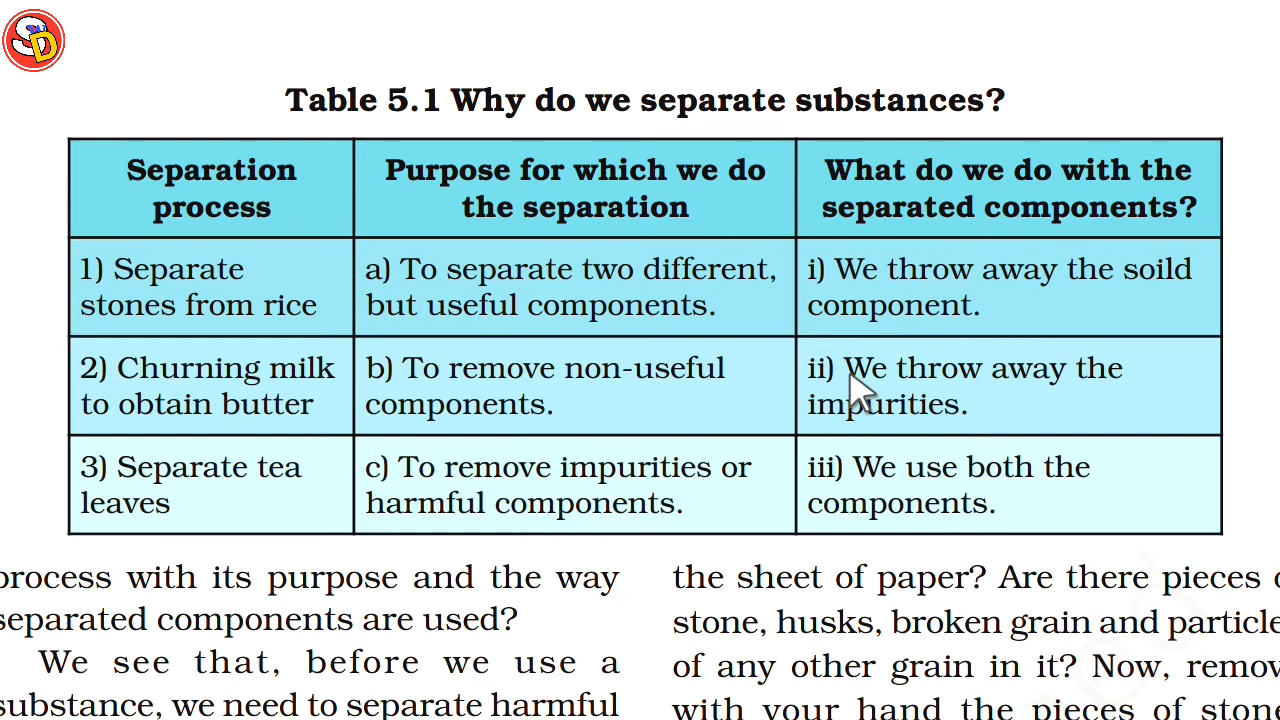 SD
Table 5.1 Why do we separate substances?
Separation
process
Purpose for which we do
the separation
What do we do with the
separated components?
1) Separate
stones from rice
a) To separate two different,
but useful components.
i) We throw away the soild
component.
2) Churning milk
to obtain butter
b) To remove non-useful
components.
ii) We throw away the
impurities.
3) Separate tea
leaves
c) To remove impurities or
harmful components.
iii) We use both the
components.
process with its purpose and the way
separated components are used?
We see that, before we use a
substance, we need to separate harmful
the sheet of paper? Are there pieces o
stone, husks, broken grain and particle
of any other grain in it? Now, remov
with your hand the pieces of stone